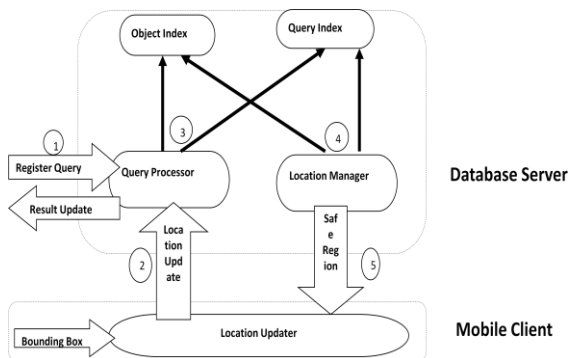 Object Index
Query Index
1
3
4
Register Query
Query Processor
Location Manager
Database Server
Result Update
Loca
tion
Upd
ate
Saf
e
Reg
ion
2
5
Bounding Box
Location Updater
Mobile Client